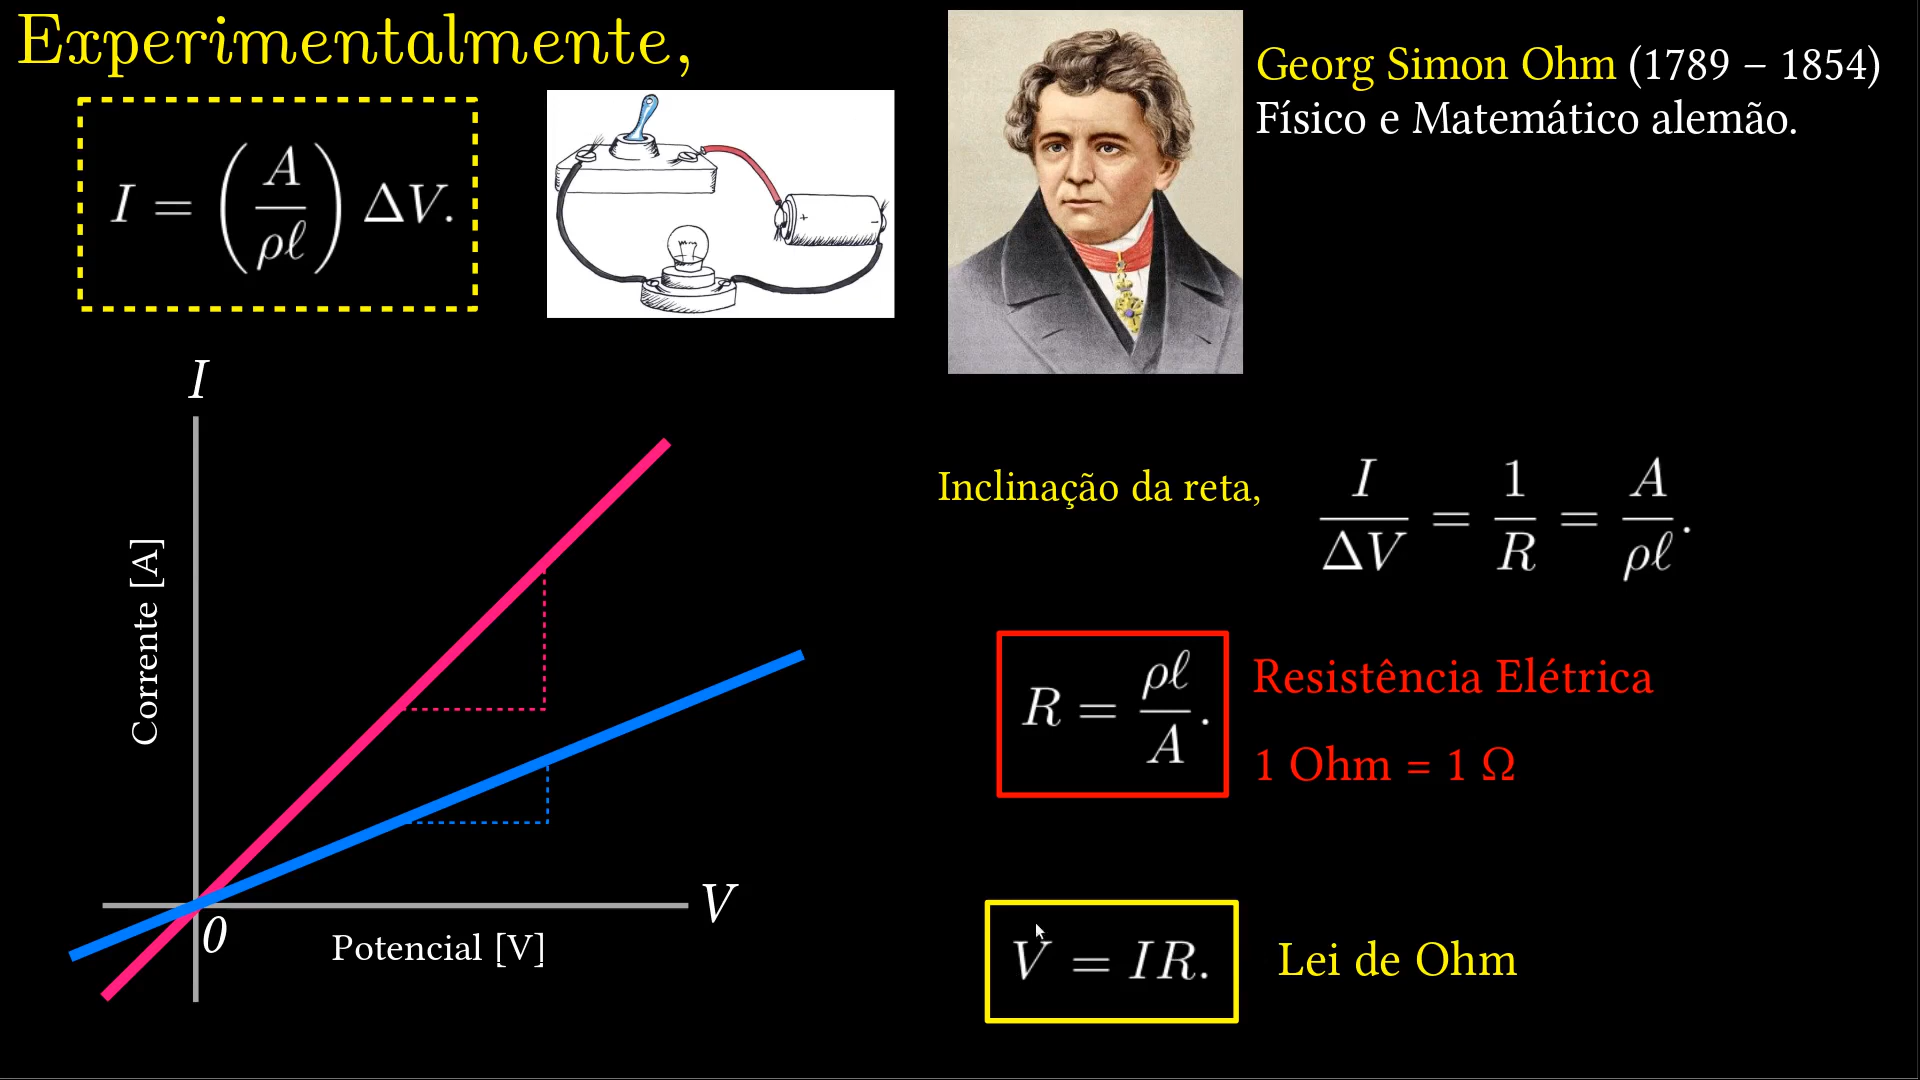 Experimentalmente,
I = (A / ρℓ) ΔV.
+ -
Georg Simon Ohm (1789 – 1854)
Físico e Matemático alemão.
I
Corrente [A]
0
V
Potencial [V]
Inclinação da reta,
I / ΔV = 1 / R = A / ρℓ.
R = ρℓ / A.
Resistência Elétrica
1 Ohm = 1 Ω
V = IR.
Lei de Ohm